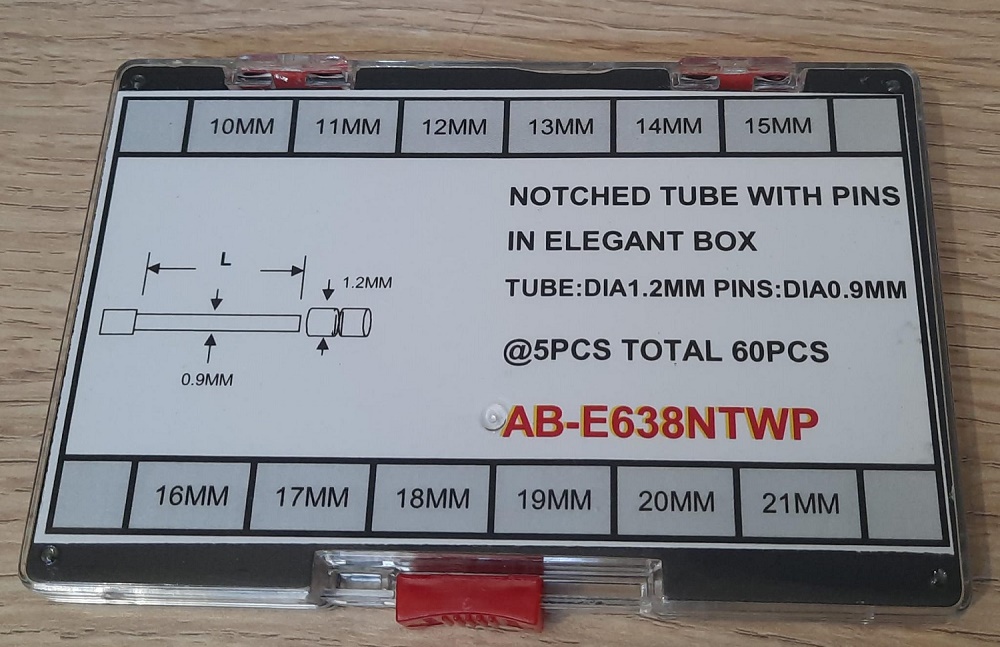 10MM 11MM 12MM 13MM 14MM 15MM
NOTCHED TUBE WITH PINS
IN ELEGANT BOX
TUBE:DIA1.2MM PINS:DIA0.9MM
@5PCS TOTAL 60PCS
AB-E638NTWP
L
1.2MM
0.9MM
16MM 17MM 18MM 19MM 20MM 21MM